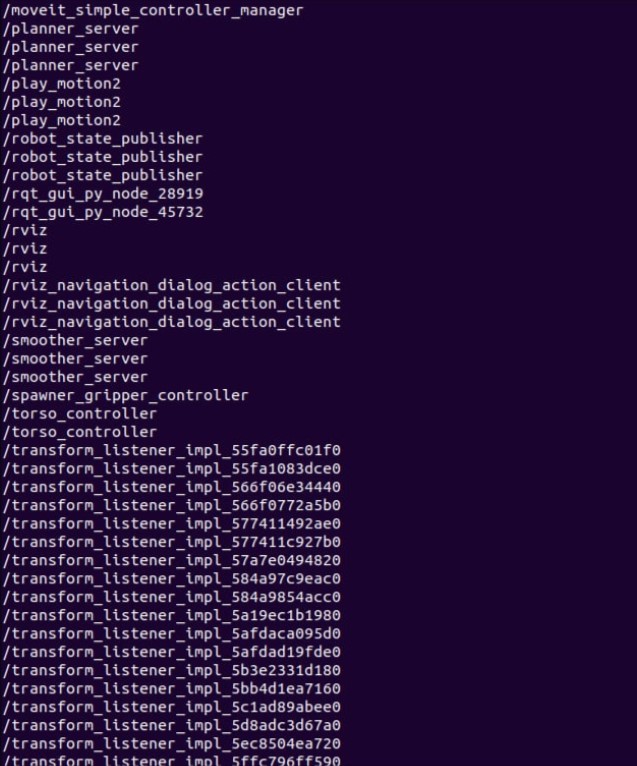 /moveit_simple_controller_manager
/planner_server
/planner_server
/planner_server
/play_motion2
/play_motion2
/play_motion2
/robot_state_publisher
/robot_state_publisher
/robot_state_publisher
/rqt_gui_py_node_28919
/rqt_gui_py_node_45732
/rviz
/rviz
/rviz
/rviz_navigation_dialog_action_client
/rviz_navigation_dialog_action_client
/rviz_navigation_dialog_action_client
/smoother_server
/smoother_server
/smoother_server
/spawner_gripper_controller
/torso_controller
/torso_controller
/transform_listener_impl_55fa0ffc01f0
/transform_listener_impl_55fa1083dce0
/transform_listener_impl_566f06e34440
/transform_listener_impl_566f0772a5b0
/transform_listener_impl_577411492ae0
/transform_listener_impl_577411c927b0
/transform_listener_impl_57a7e0494820
/transform_listener_impl_584a97c9eac0
/transform_listener_impl_584a9854acc0
/transform_listener_impl_5a19ec1b1980
/transform_listener_impl_5afdaca095d0
/transform_listener_impl_5afdad19fde0
/transform_listener_impl_5b3e2331d180
/transform_listener_impl_5bb4d1ea7160
/transform_listener_impl_5c1ad89abee0
/transform_listener_impl_5d8adc3d67a0
/transform_listener_impl_5ec8504ea720
/transform_listener_impl_5ffc796ff590